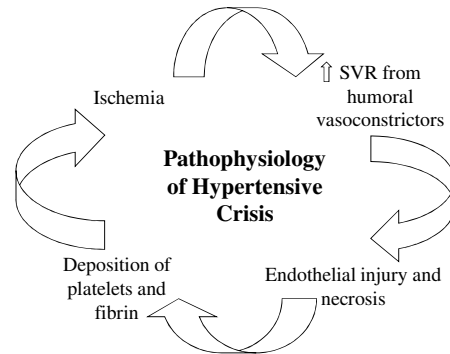 ⇧ SVR from
humoral
vasoconstrictors
Ischemia
Pathophysiology
of Hypertensive
Crisis
Endothelial injury and
necrosis
Deposition of
platelets and
fibrin